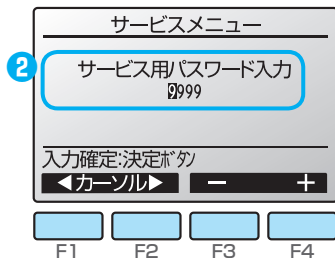 サービスメニュー
2
サービス用パスワード入力
9999
入力確定:決定ボタン
◀カーソル▶ − +
F1 F2 F3 F4